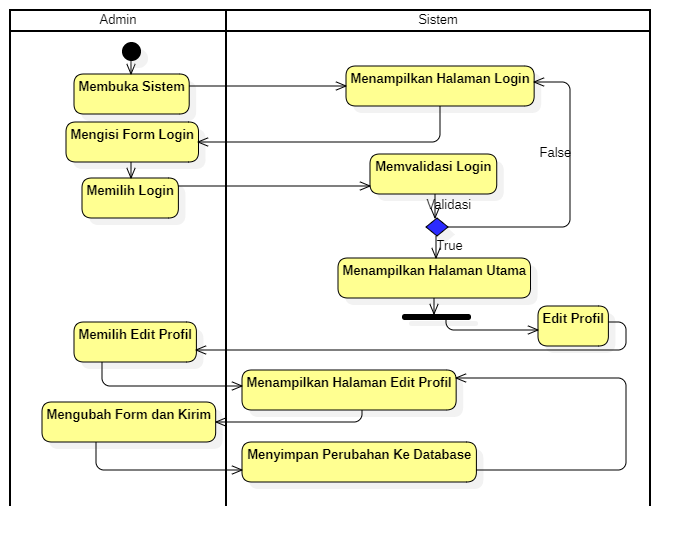 Admin
Sistem
Membuka Sistem
Menampilkan Halaman Login
Mengisi Form Login
False
Memvalidasi Login
Memilih Login
Validasi
True
Menampilkan Halaman Utama
Edit Profil
Memilih Edit Profil
Menampilkan Halaman Edit Profil
Mengubah Form dan Kirim
Menyimpan Perubahan Ke Database